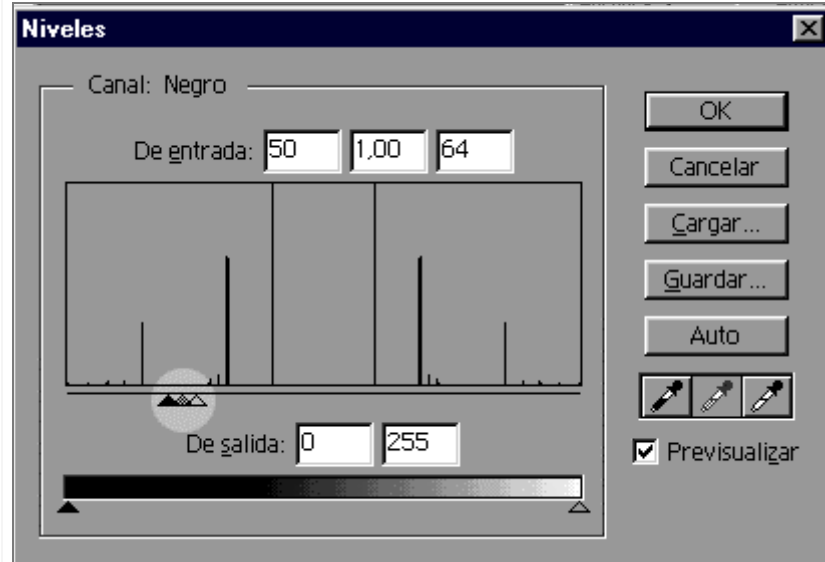 Niveles
Canal: Negro
De entrada: 50 1,00 64
De salida: 0 255
OK
Cancelar
Cargar...
Guardar...
Auto
Previsualizar